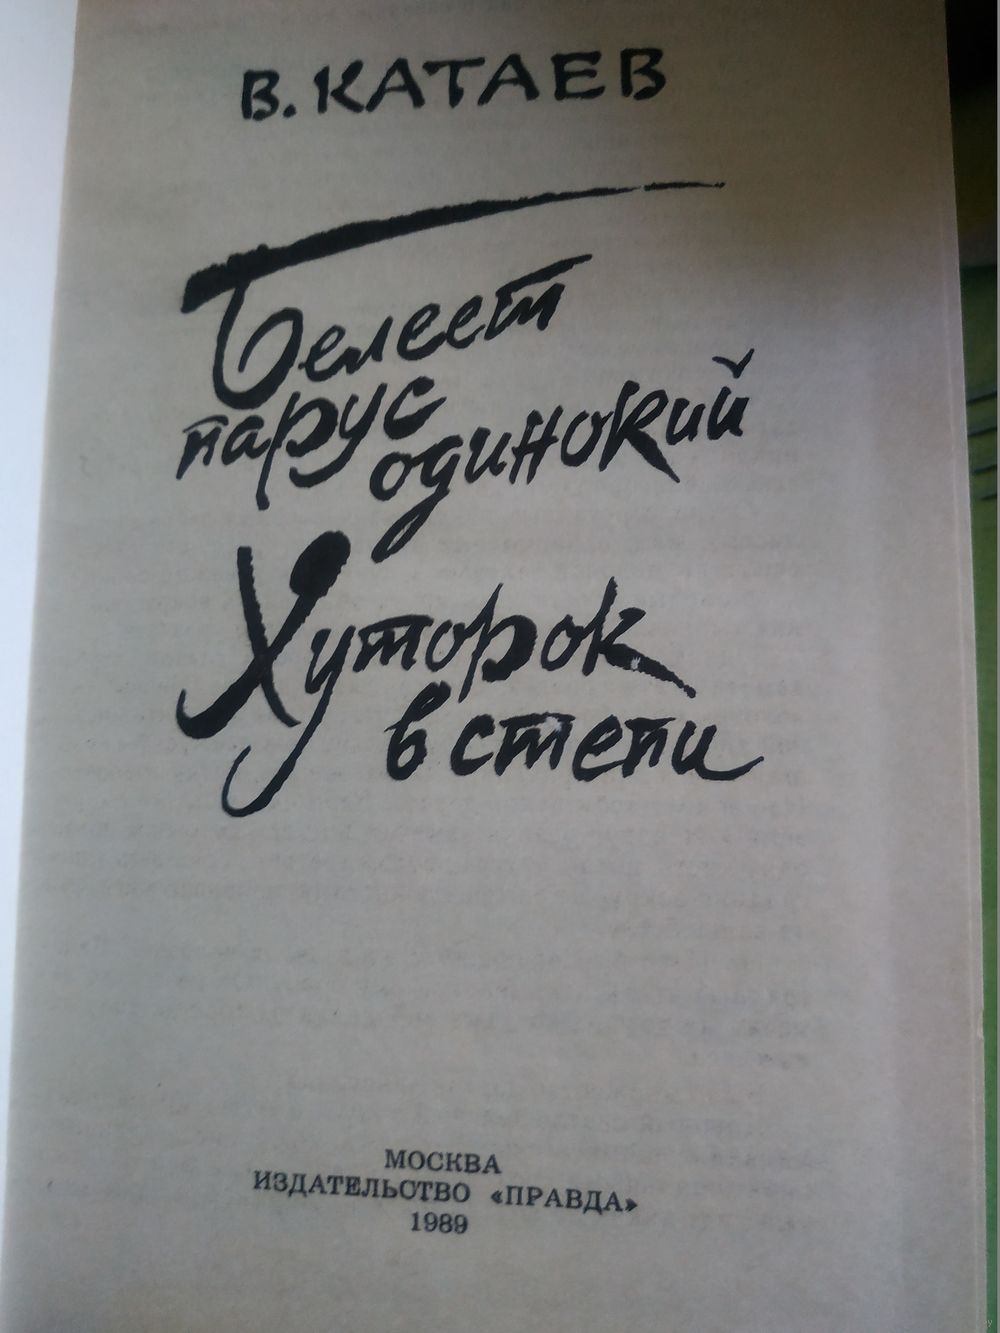 В. КАТАЕВ
Белеет
парус
одинокий
Хуторок
в степи
МОСКВА
ИЗДАТЕЛЬСТВО «ПРАВДА»
1989